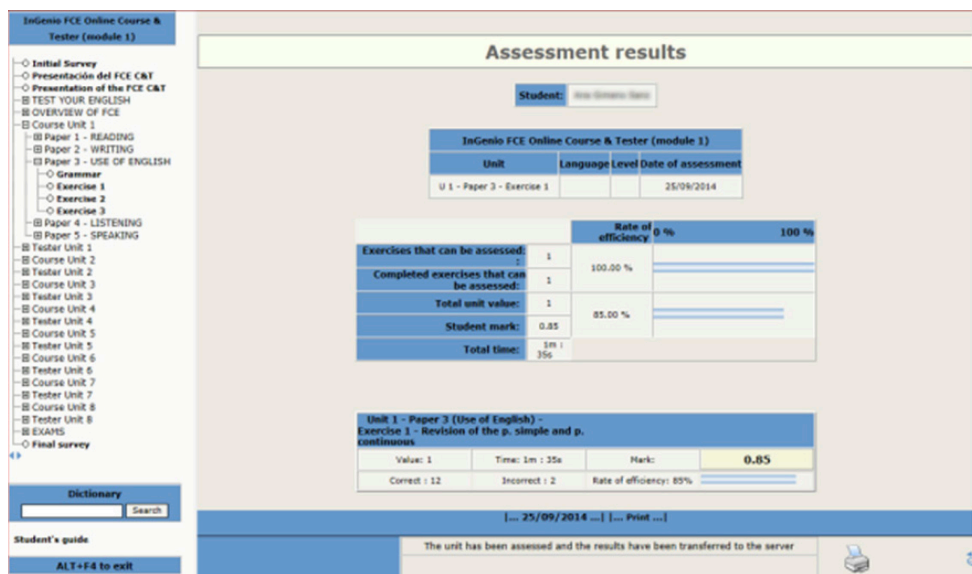 InGenio FCE Online Course &
Tester (module 1)
Initial Survey
Presentación del FCE C&T
Presentation of the FCE C&T
TEST YOUR ENGLISH
OVERVIEW OF FCE
Course Unit 1
Paper 1 - READING
Paper 2 - WRITING
Paper 3 - USE OF ENGLISH
Grammar
Exercise 1
Exercise 2
Exercise 3
Paper 4 - LISTENING
Paper 5 - SPEAKING
Tester Unit 1
Course Unit 2
Tester Unit 2
Course Unit 3
Tester Unit 3
Course Unit 4
Tester Unit 4
Course Unit 5
Tester Unit 5
Course Unit 6
Tester Unit 6
Course Unit 7
Tester Unit 7
Course Unit 8
Tester Unit 8
EXAMS
Final survey
Dictionary
Search
Student's guide
ALT+F4 to exit
Assessment results
Student:
InGenio FCE Online Course & Tester (module 1)
Unit Language Level Date of assessment
U 1 - Paper 3 - Exercise 1 25/09/2014
Rate of
efficiency 0 % 100 %
Exercises that can be assessed:
: 1
100.00 %
Completed exercises that can
be assessed: 1
Total unit value: 1
85.00 %
Student mark: 0.85
Total time: 1m :
35s
Unit 1 - Paper 3 (Use of English) -
Exercise 1 - Revision of the p. simple and p.
continuous
Value: 1 Time: 1m : 35s Mark: 0.85
Correct : 12 Incorrect : 2 Rate of efficiency: 85%
[... 25/09/2014 ...] [... Print ...]
The unit has been assessed and the results have been transferred to the server